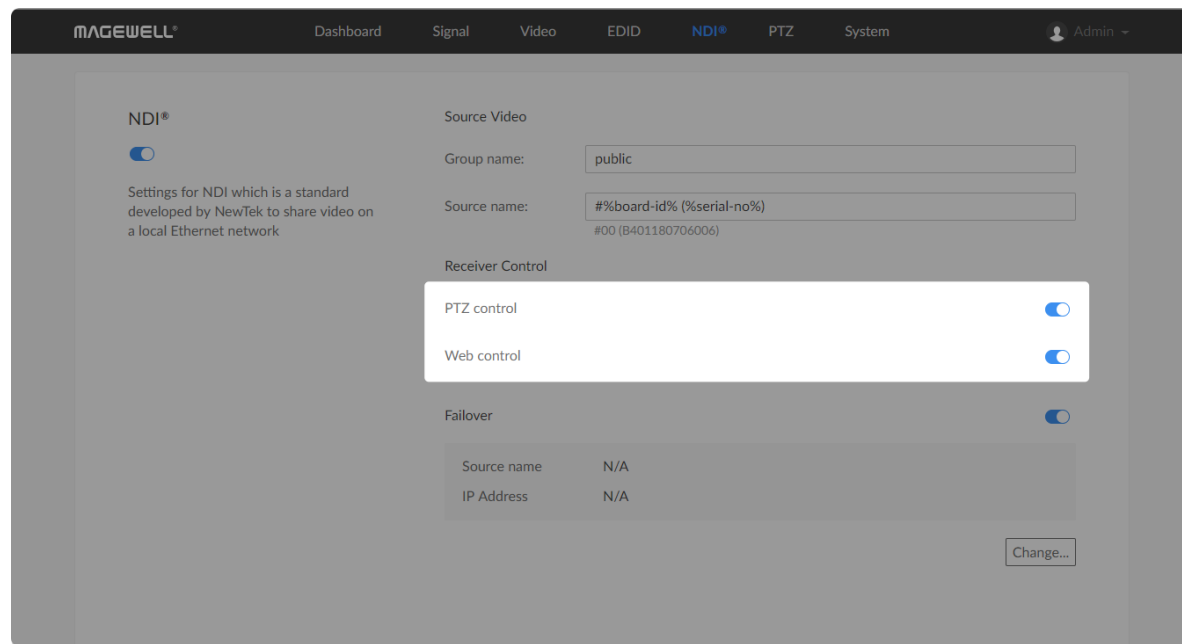 MAGEWELL® Dashboard Signal Video EDID NDI® PTZ System Admin
NDI®
Settings for NDI which is a standard
developed by NewTek to share video on
a local Ethernet network
Source Video
Group name: public
Source name: #%board-id% (%serial-no%)
#00 (B401180706006)
Receiver Control
PTZ control
Web control
Failover
Source name N/A
IP Address N/A
Change...